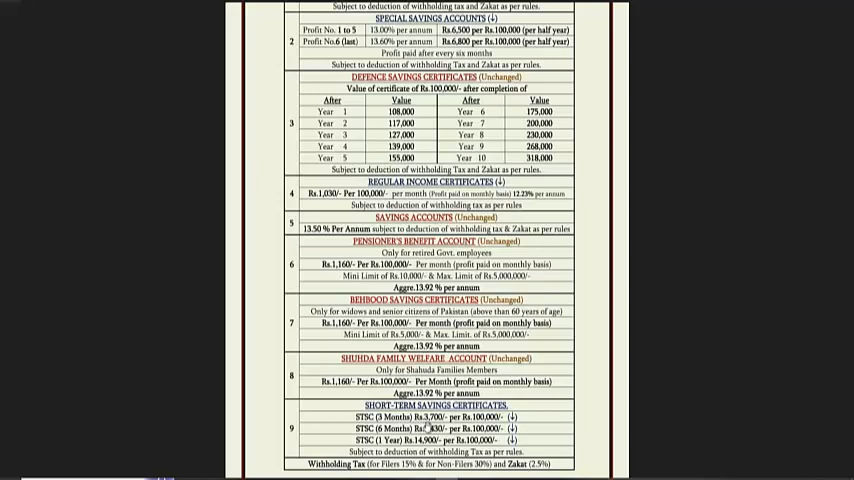 Subject to deduction of withholding tax and Zakat as per rules.
SPECIAL SAVINGS ACCOUNTS (↓)
2
Profit No. 1 to 5 13.00% per annum Rs.6,500 per Rs.100,000 (per half year)
Profit No.6 (last) 13.60% per annum Rs.6,800 per Rs.100,000 (per half year)
Profit paid after every six months
Subject to deduction of withholding Tax and Zakat as per rules.
3
DEFENCE SAVINGS CERTIFICATES (Unchanged)
Value of certificate of Rs.100,000/- after completion of
After Value After Value
Year 1 108,000 Year 6 175,000
Year 2 117,000 Year 7 200,000
Year 3 127,000 Year 8 230,000
Year 4 139,000 Year 9 268,000
Year 5 155,000 Year 10 318,000
Subject to deduction of withholding Tax and Zakat as per rules.
4
REGULAR INCOME CERTIFICATES (↓)
Rs.1,030/- Per 100,000/- per month (Profit paid on monthly basis) 12.23% per annum
Subject to deduction of withholding tax as per rules
5
SAVINGS ACCOUNTS (Unchanged)
13.50 % Per Annum subject to deduction of withholding tax & Zakat as per rules
6
PENSIONER'S BENEFIT ACCOUNT (Unchanged)
Only for retired Govt. employees
Rs.1,160/- Per Rs.100,000/- Per month (profit paid on monthly basis)
Mini Limit of Rs.10,000/- & Max. Limit of Rs.5,000,000/-
Aggre.13.92 % per annum
7
BEHBOOD SAVINGS CERTIFICATES (Unchanged)
Only for widows and senior citizens of Pakistan (above than 60 years of age)
Rs.1,160/- Per Rs.100,000/- Per month (profit paid on monthly basis)
Mini Limit of Rs.5,000/- & Max. Limit. of Rs.5,000,000/-
Aggre.13.92 % per annum
8
SHUHDA FAMILY WELFARE ACCOUNT (Unchanged)
Only for Shahuda Families Members
Rs.1,160/- Per Rs.100,000/- Per Month (profit paid on monthly basis)
Aggre.13.92 % per annum
9
SHORT-TERM SAVINGS CERTIFICATES.
STSC (3 Months) Rs.3,700/- per Rs.100,000/- (↓)
STSC (6 Months) per Rs.100,000/- (↓)
STSC (1 Year) Rs.14,900/- per Rs.100,000/- (↓)
Subject to deduction of withholding Tax as per rules.
Withholding Tax (for Filers 15% & for Non-Filers 30%) and Zakat (2.5%)